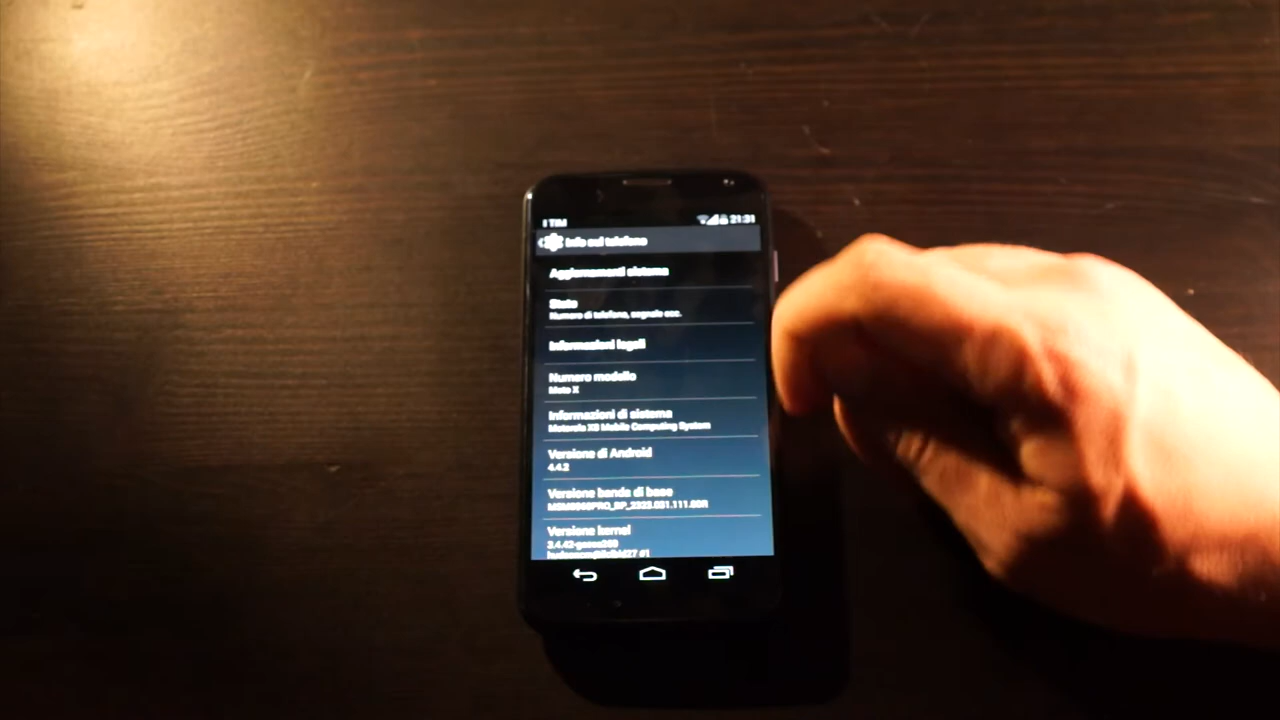 TIM
21:31
Info sul telefono
Aggiornamenti sistema
Stato
Numero di telefono, segnale ecc.
Informazioni legali
Numero modello
Moto X
Informazioni di sistema
Motorola X8 Mobile Computing System
Versione di Android
4.4.2
Versione banda di base
Versione kernel